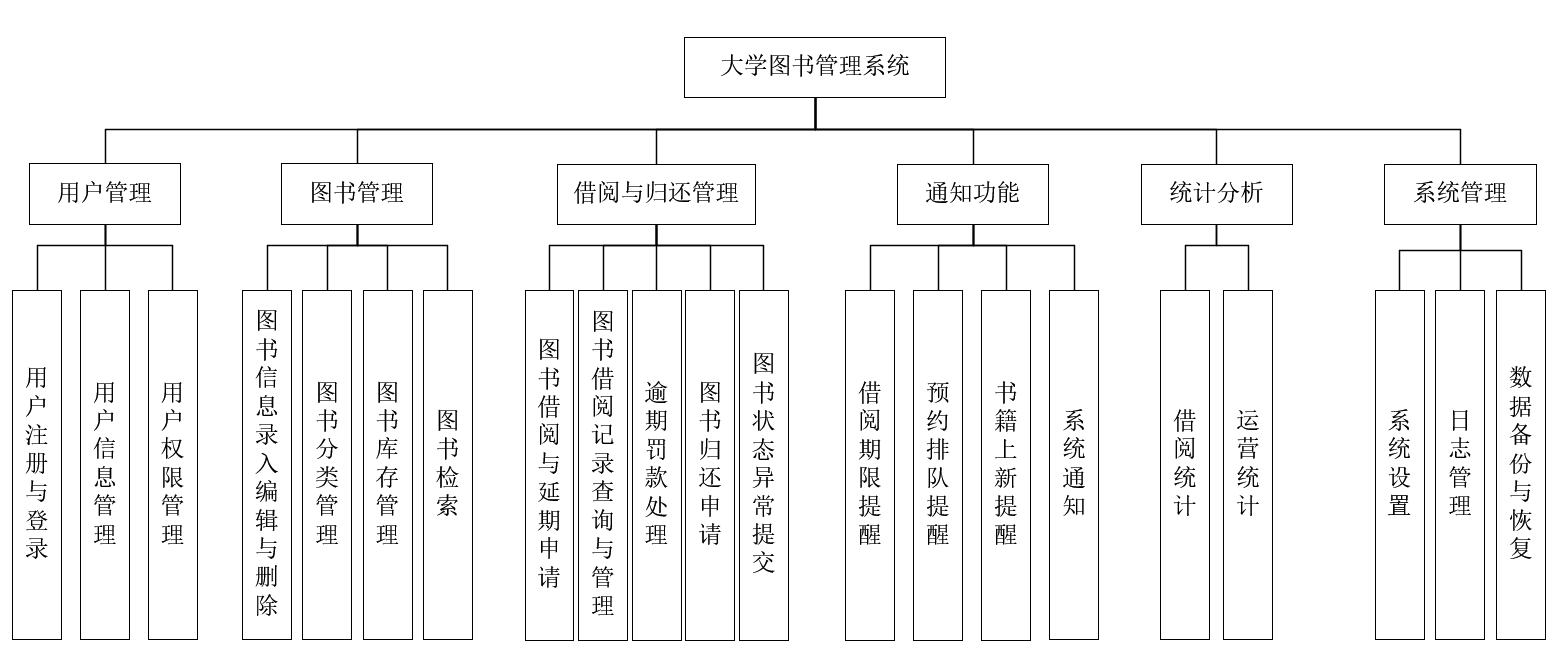 大学图书管理系统
用户管理
图书管理
借阅与归还管理
通知功能
统计分析
系统管理
用户注册与登录
用户信息管理
用户权限管理
图书信息录入编辑与删除
图书分类管理
图书库存管理
图书检索
图书借阅与延期申请
图书借阅记录查询与管理
逾期罚款处理
图书归还申请
图书状态异常提交
借阅期限提醒
预约排队提醒
书籍上新提醒
系统通知
借阅统计
运营统计
系统设置
日志管理
数据备份与恢复